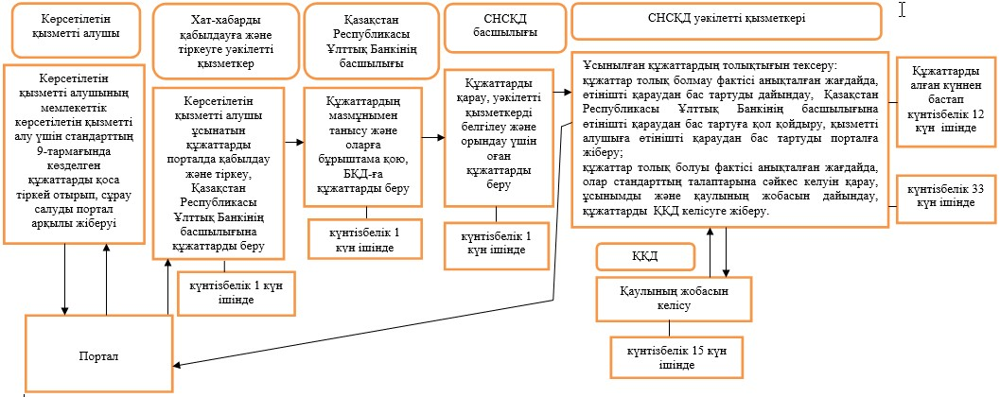 Көрсетілетін
қызметті алушы
Хат-хабарды
қабылдауға және
тіркеуге уәкілетті
қызметкер
Қазақстан
Республикасы
Ұлттық Банкінің
басшылығы
СНСҚД
басшылығы
СНСҚД уәкілетті қызметкері
Көрсетілетін
қызметті алушының
мемлекеттік
көрсетілетін қызметті
алу үшін стандарттың
9-тармағында
көзделген
құжаттарды қоса
тіркей отырып, сұрау
салуды портал
арқылы жіберуі
Көрсетілетін
қызметті алушы
ұсынатын
құжаттарды
порталда қабылдау
және тіркеу,
Қазақстан
Республикасы
Ұлттық Банкінің
басшылығына
құжаттарды беру
күнтізбелік 1 күн
ішінде
Құжаттардың
мазмұнымен
танысу және
оларға
бұрыштама қою,
БҚД-ға
құжаттарды беру
күнтізбелік 1
күн ішінде
Құжаттарды
қарау, уәкілетті
қызметкерді
белгілеу және
орындау үшін
оған
құжаттарды
беру
күнтізбелік 1
күн ішінде
Ұсынылған құжаттардың толықтығын тексеру:
құжаттар толық болмау фактісі анықталған жағдайда,
өтінішті қараудан бас тартуды дайындау, Қазақстан
Республикасы Ұлттық Банкінің басшылығына
өтінішті қараудан бас тартуға қол қойдыру, қызметті
алушыға өтінішті қараудан бас тартуды порталға
жіберу;
құжаттар толық болуы фактісі анықталған жағдайда,
олар стандарттың талаптарына сәйкес келуін қарау,
ұсынымды және қаулының жобасын дайындау,
құжаттарды ҚҚД келісуге жіберу.
Құжаттарды
алған күннен
бастап
күнтізбелік 12
күн ішінде
күнтізбелік 33
күн ішінде
ҚҚД
Қаулының жобасын
келісу
күнтізбелік 15 күн
ішінде
Портал